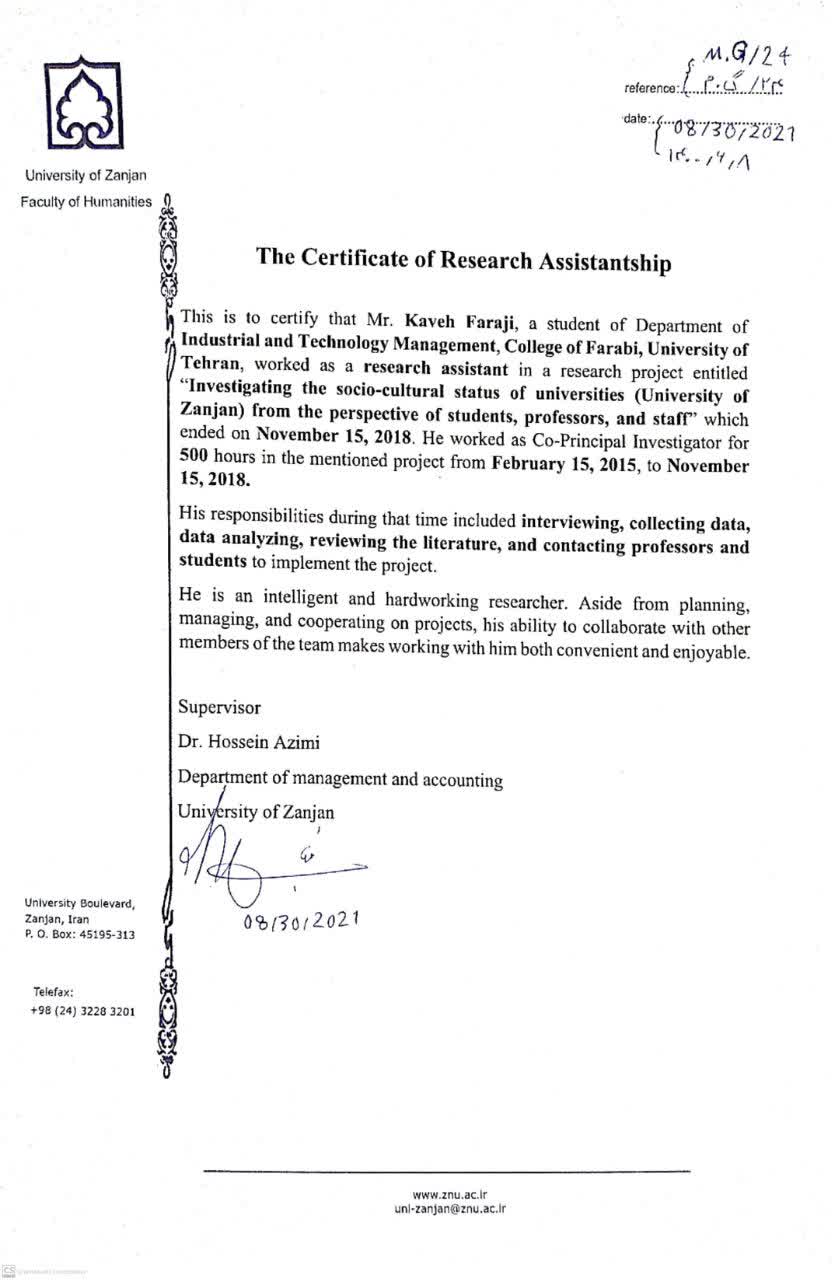 M.G/24
reference: م.گ/۲۴
date: 08/30/2021
۱۴۰۰/۶/۸
University of Zanjan
Faculty of Humanities
The Certificate of Research Assistantship
This is to certify that Mr. Kaveh Faraji, a student of Department of
Industrial and Technology Management, College of Farabi, University of
Tehran, worked as a research assistant in a research project entitled
“Investigating the socio-cultural status of universities (University of
Zanjan) from the perspective of students, professors, and staff” which
ended on November 15, 2018. He worked as Co-Principal Investigator for
500 hours in the mentioned project from February 15, 2015, to November
15, 2018.
His responsibilities during that time included interviewing, collecting data,
data analyzing, reviewing the literature, and contacting professors and
students to implement the project.
He is an intelligent and hardworking researcher. Aside from planning,
managing, and cooperating on projects, his ability to collaborate with other
members of the team makes working with him both convenient and enjoyable.
Supervisor
Dr. Hossein Azimi
Department of management and accounting
University of Zanjan
08/30/2021
University Boulevard,
Zanjan, Iran
P. O. Box: 45195-313
Telefax:
+98 (24) 3228 3201
www.znu.ac.ir
uni-zanjan@znu.ac.ir
CS